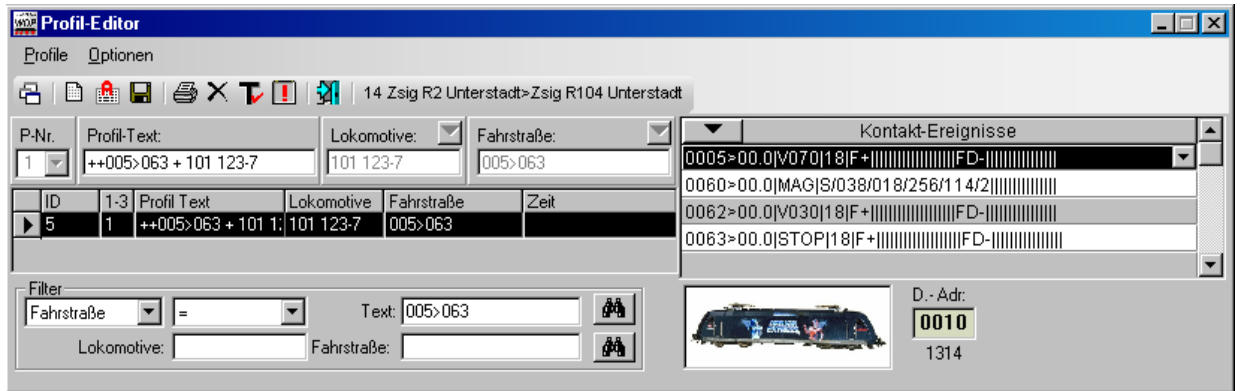 Profil-Editor
Profile Optionen
14 Zsig R2 Unterstadt>Zsig R104 Unterstadt
P-Nr. Profil-Text: Lokomotive: Fahrstraße:
1 ++005>063 + 101 123-7 101 123-7 005>063
ID 1-3 Profil Text Lokomotive Fahrstraße Zeit
5 1 ++005>063 + 101 1: 101 123-7 005>063
Kontakt-Ereignisse
0005>00.0|V070|18|F+||||||||||||||||||FD-|||||||||||||||
0060>00.0|MAG|S/038/018/256/114/2|||||||||||||||
0062>00.0|V030|18|F+||||||||||||||||||FD-|||||||||||||||
0063>00.0|STOP|18|F+||||||||||||||||||FD-|||||||||||||||
Filter
Fahrstraße = Text: 005>063
Lokomotive: Fahrstraße:
D.- Adr:
0010
1314